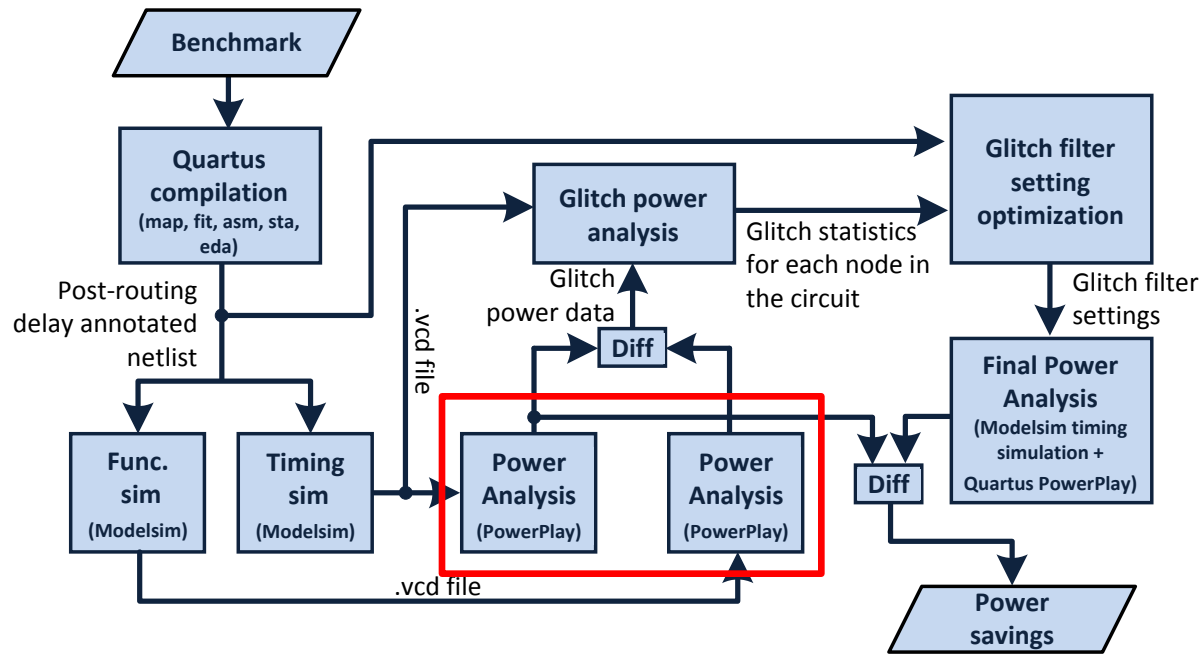 Benchmark
Quartus
compilation
(map, fit, asm, sta,
eda)
Glitch power
analysis
Glitch filter
setting
optimization
Post-routing
delay annotated
netlist
.vcd file
Glitch
power data
Glitch statistics
for each node in
the circuit
Glitch filter
settings
Diff
Func.
sim
(Modelsim)
Timing
sim
(Modelsim)
Power
Analysis
(PowerPlay)
Power
Analysis
(PowerPlay)
Final Power
Analysis
(Modelsim timing
simulation +
Quartus PowerPlay)
Diff
.vcd file
Power
savings